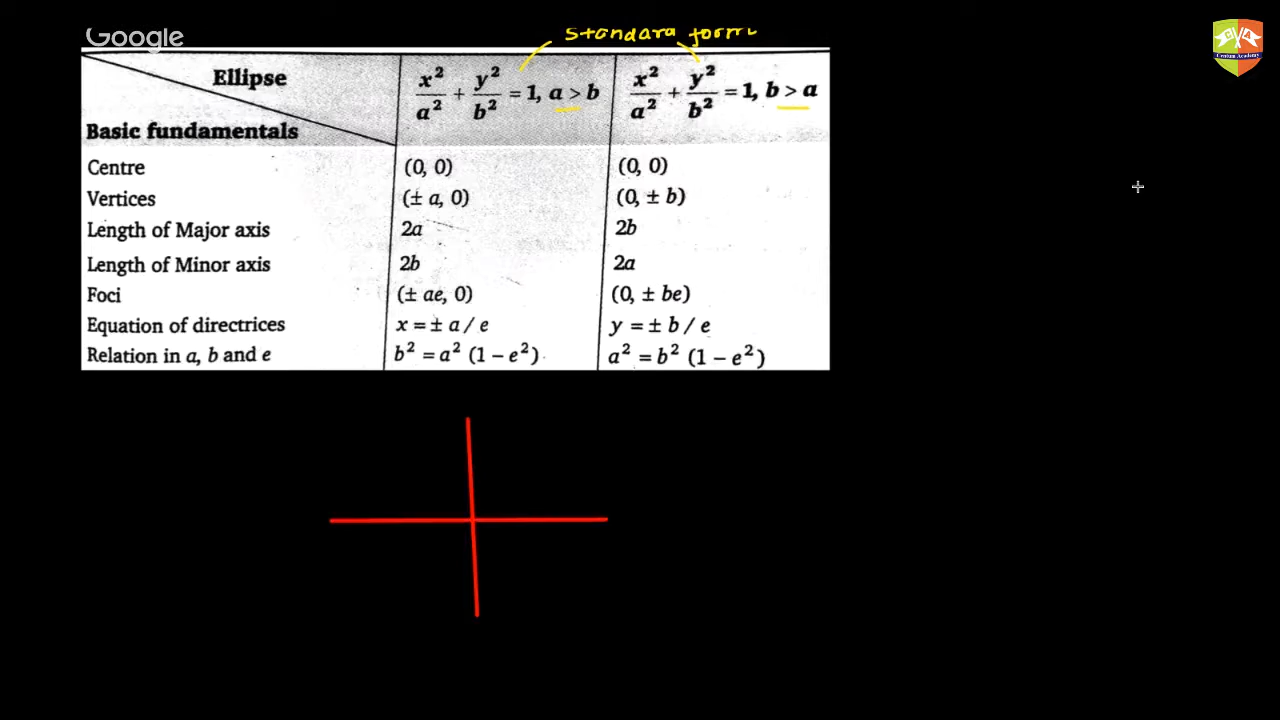 Google
Standard form
Ellipse
Basic fundamentals
x²/a² + y²/b² = 1, a > b
x²/a² + y²/b² = 1, b > a
Centre (0, 0) (0, 0)
Vertices (± a, 0) (0, ± b)
Length of Major axis 2a 2b
Length of Minor axis 2b 2a
Foci (± ae, 0) (0, ± be)
Equation of directrices x = ± a / e y = ± b / e
Relation in a, b and e b² = a² (1 – e²) a² = b² (1 – e²)
Centum Academy